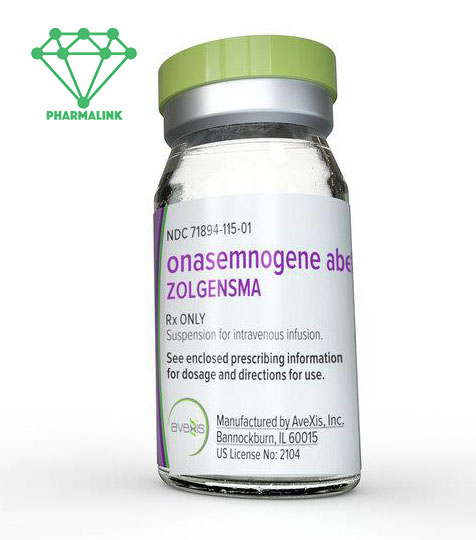 PHARMALINK
NDC 71894-115-01
onasemnogene abe
ZOLGENSMA
Rx ONLY
Suspension for intravenous infusion.
See enclosed prescribing information
for dosage and directions for use.
avexis
Manufactured by AveXis, Inc.
Bannockburn, IL 60015
US License No: 2104